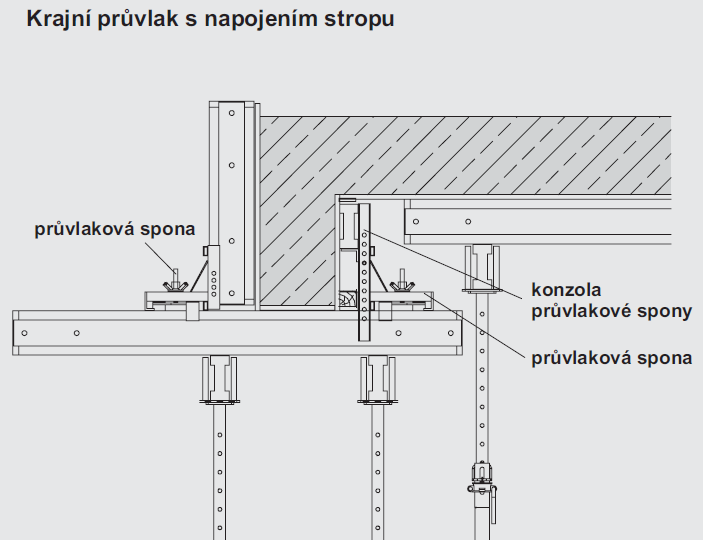 Krajní průvlak s napojením stropu
průvlaková spona
konzola
průvlakové spony
průvlaková spona